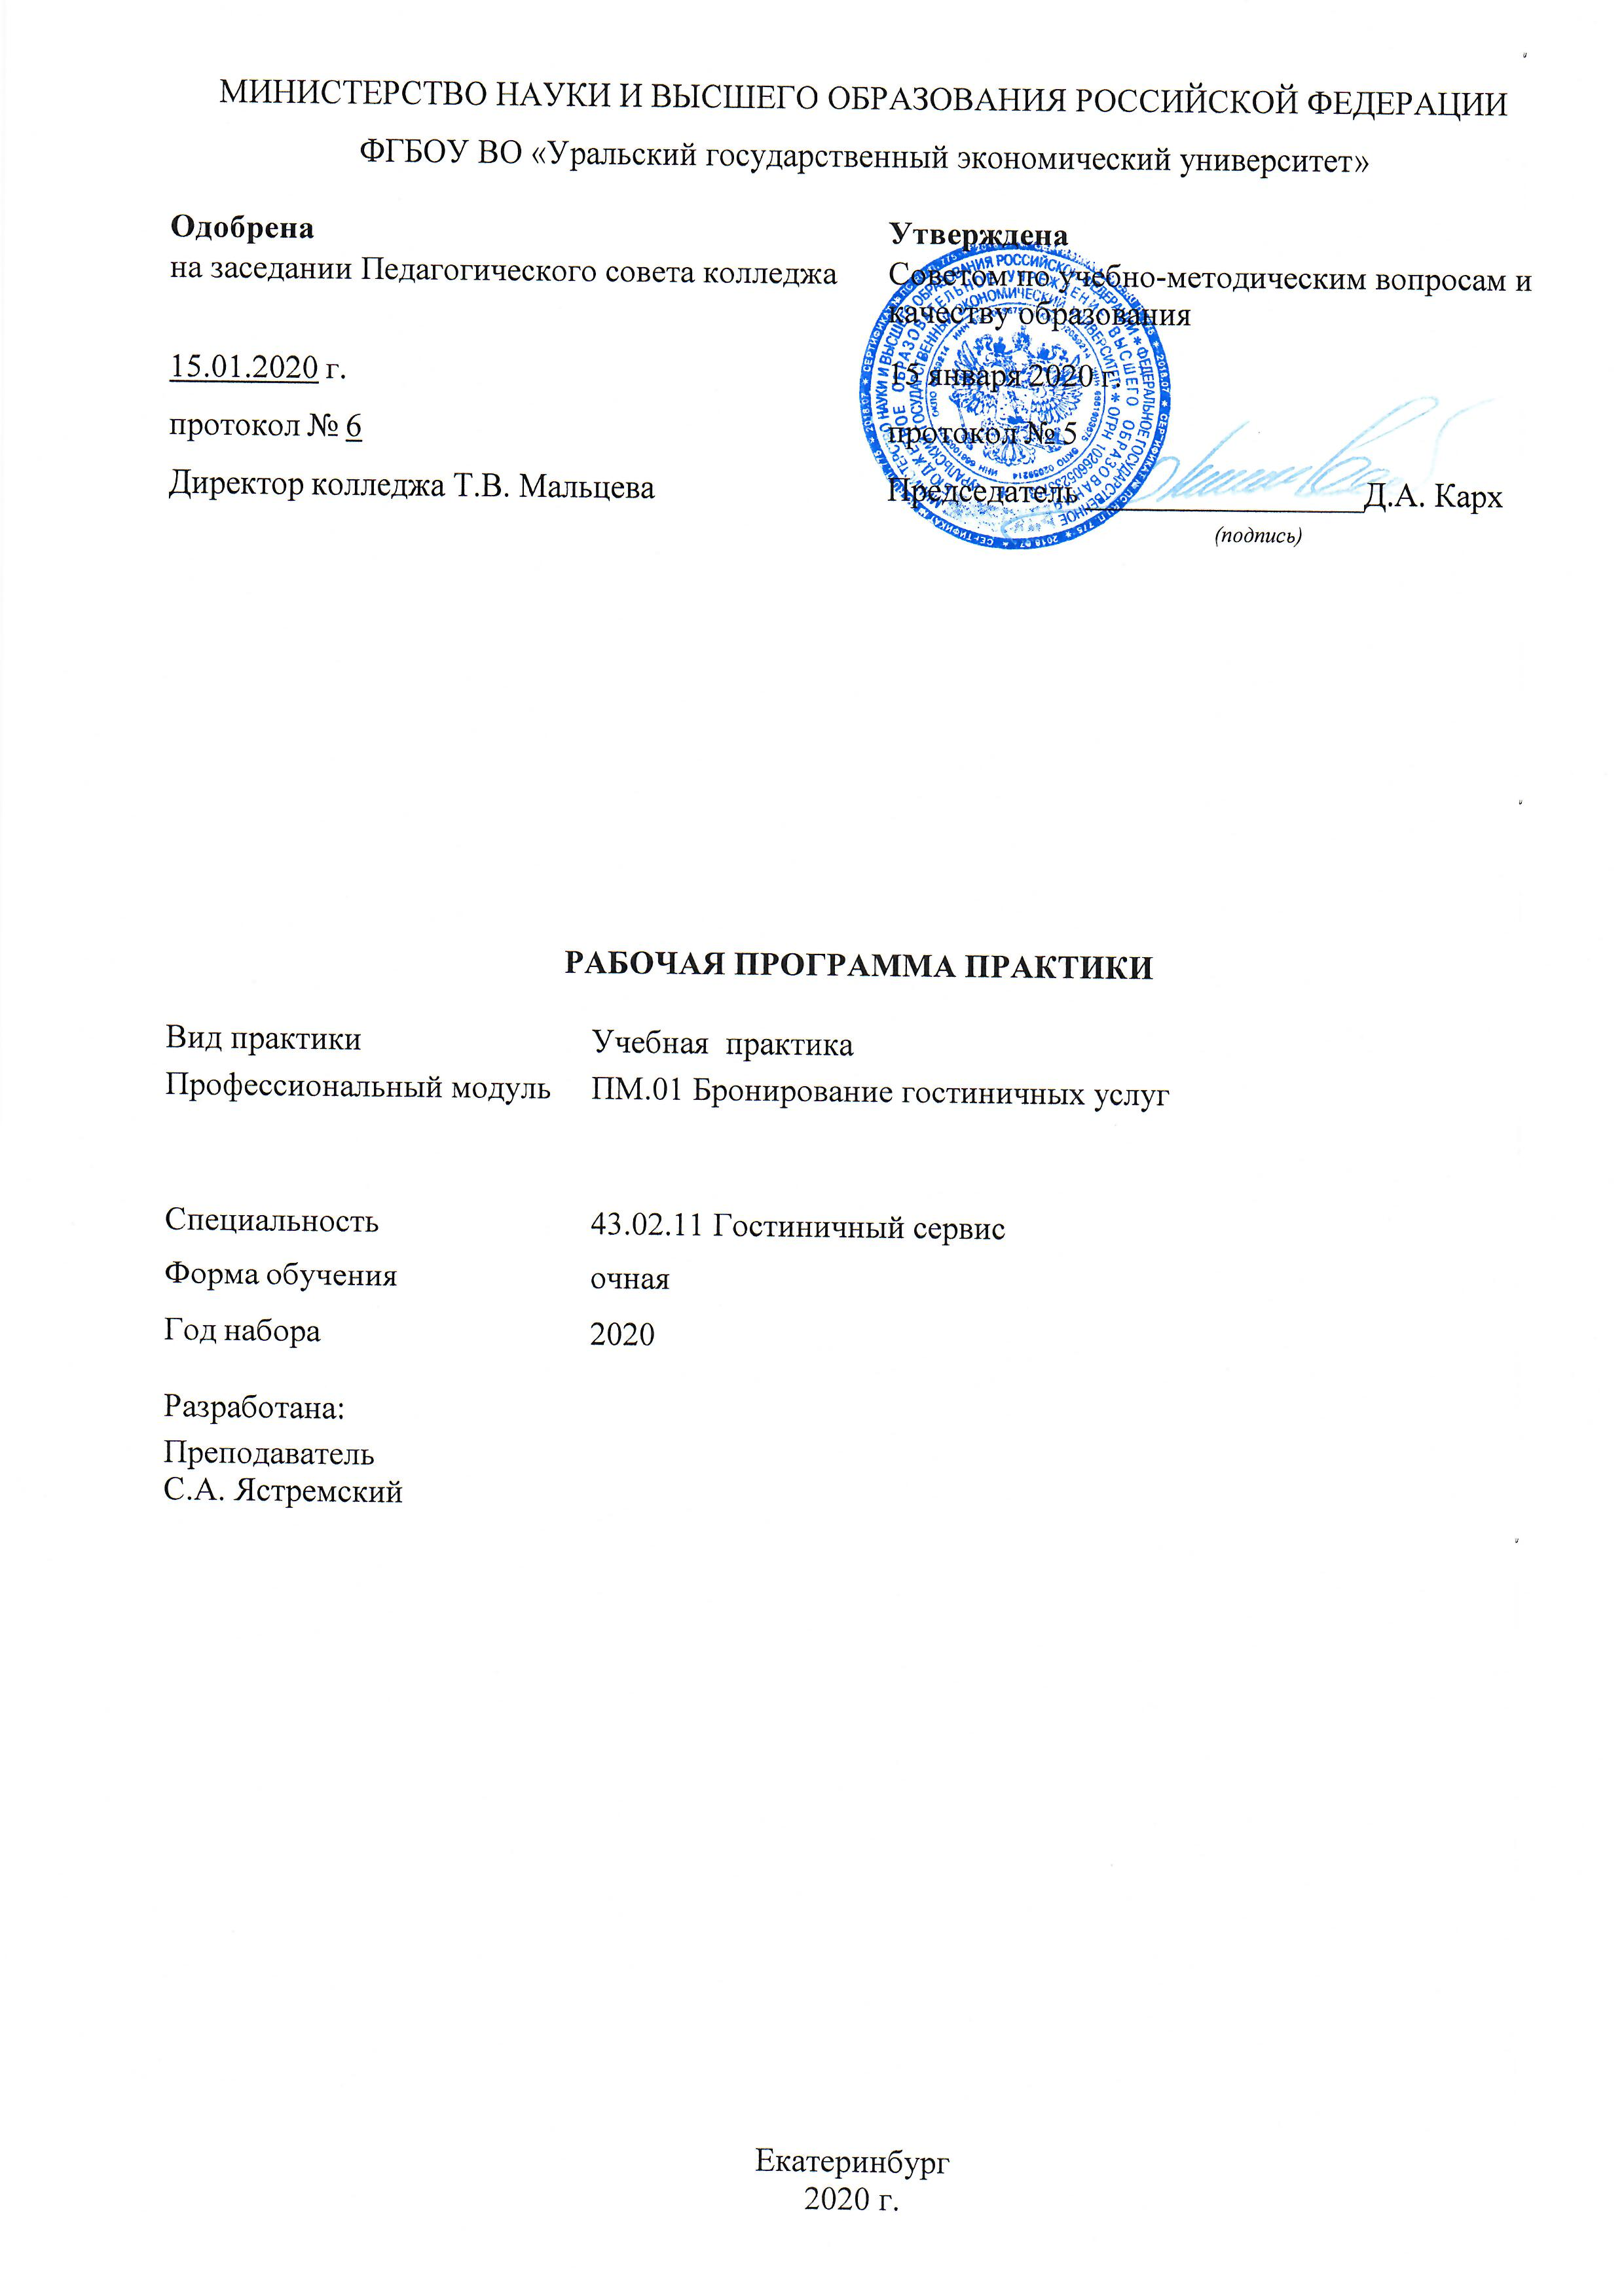 МИНИСТЕРСТВО НАУКИ И ВЫСШЕГО ОБРАЗОВАНИЯ РОССИЙСКОЙ ФЕДЕРАЦИИ
ФГБОУ ВО «Уральский государственный экономический университет»
Одобрена
на заседании Педагогического совета колледжа
15.01.2020 г.
протокол № 6
Директор колледжа Т.В. Мальцева
Утверждена
Советом по учебно-методическим вопросам и
качеству образования
15 января 2020 г.
протокол № 5
Председатель Д.А. Карх
(подпись)
РАБОЧАЯ ПРОГРАММА ПРАКТИКИ
Вид практики Учебная практика
Профессиональный модуль ПМ.01 Бронирование гостиничных услуг
Специальность 43.02.11 Гостиничный сервис
Форма обучения очная
Год набора 2020
Разработана:
Преподаватель
С.А. Ястремский
Екатеринбург
2020 г.